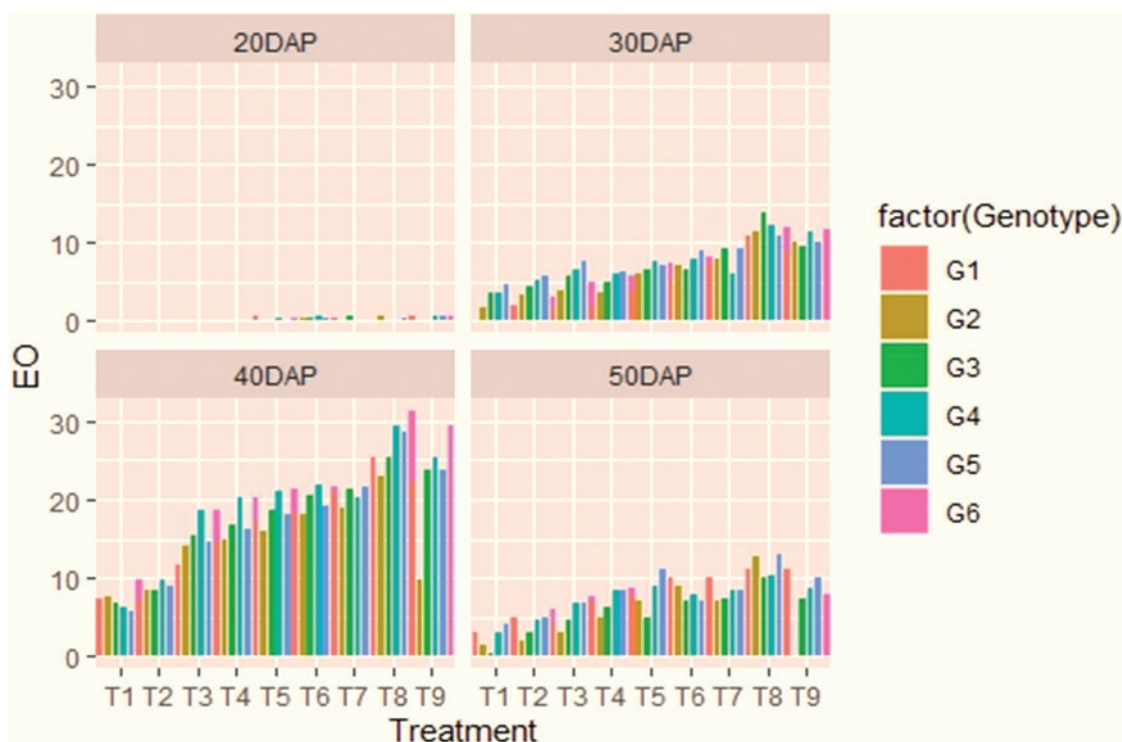 20DAP 30DAP
30
20
10
0
factor(Genotype)
G1
G2
G3
G4
G5
G6
EO
40DAP 50DAP
30
20
10
0
T1 T2 T3 T4 T5 T6 T7 T8 T9 T1 T2 T3 T4 T5 T6 T7 T8 T9
Treatment